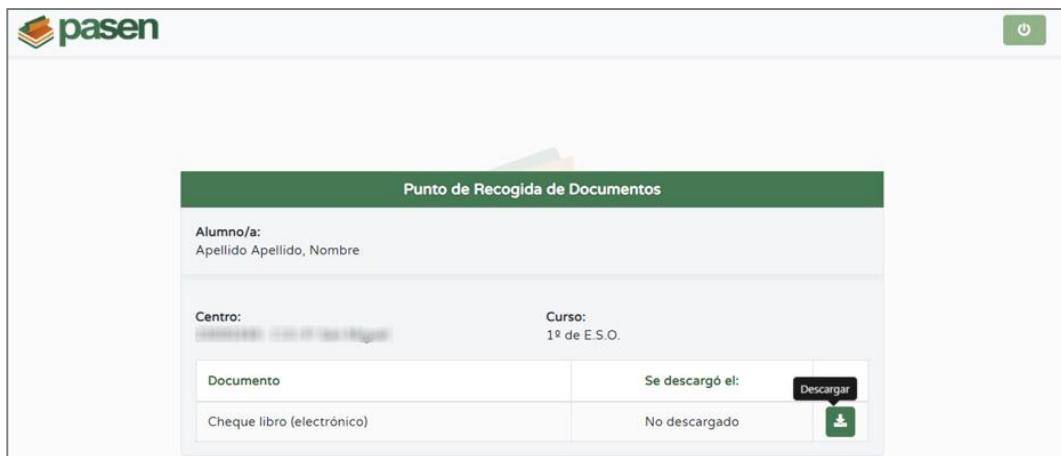 pasen
Punto de Recogida de Documentos
Alumno/a:
Apellido Apellido, Nombre
Centro:
Curso:
1º de E.S.O.
Documento
Se descargó el:
Descargar
Cheque libro (electrónico)
No descargado